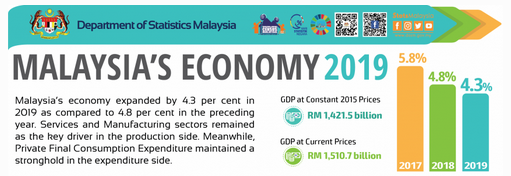 Department of Statistics Malaysia
MALAYSIA'S ECONOMY 2019
Malaysia's economy expanded by 4.3 per cent in
2019 as compared to 4.8 per cent in the preceding
year. Services and Manufacturing sectors remained
as the key driver in the production side. Meanwhile,
Private Final Consumption Expenditure maintained a
stronghold in the expenditure side.
GDP at Constant 2015 Prices
RM 1,421.5 billion
GDP at Current Prices
RM 1,510.7 billion
5.8%
4.8%
4.3%
2017
2018
2019